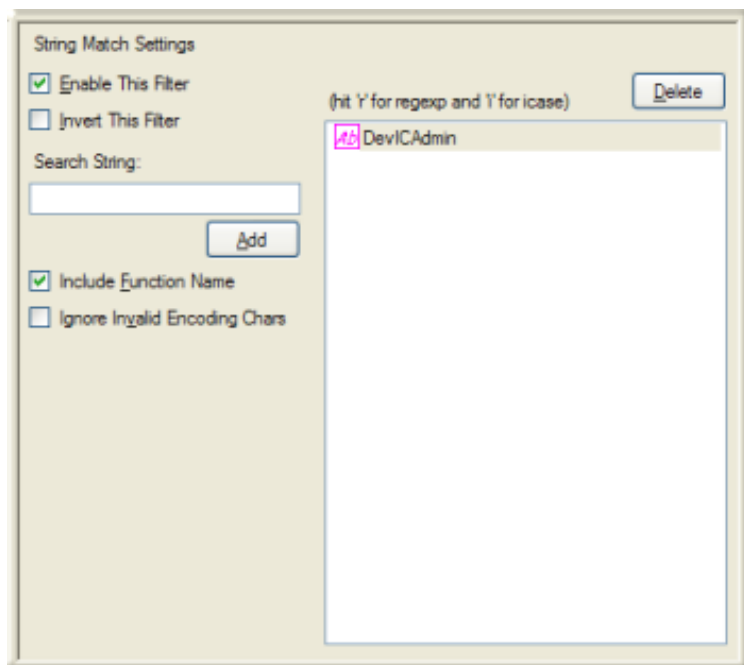 String Match Settings
Enable This Filter
Invert This Filter
Search String:
Add
Include Function Name
Ignore Invalid Encoding Chars
(hit 'r' for regexp and 'i' for icase)
Delete
Ab DevICAdmin